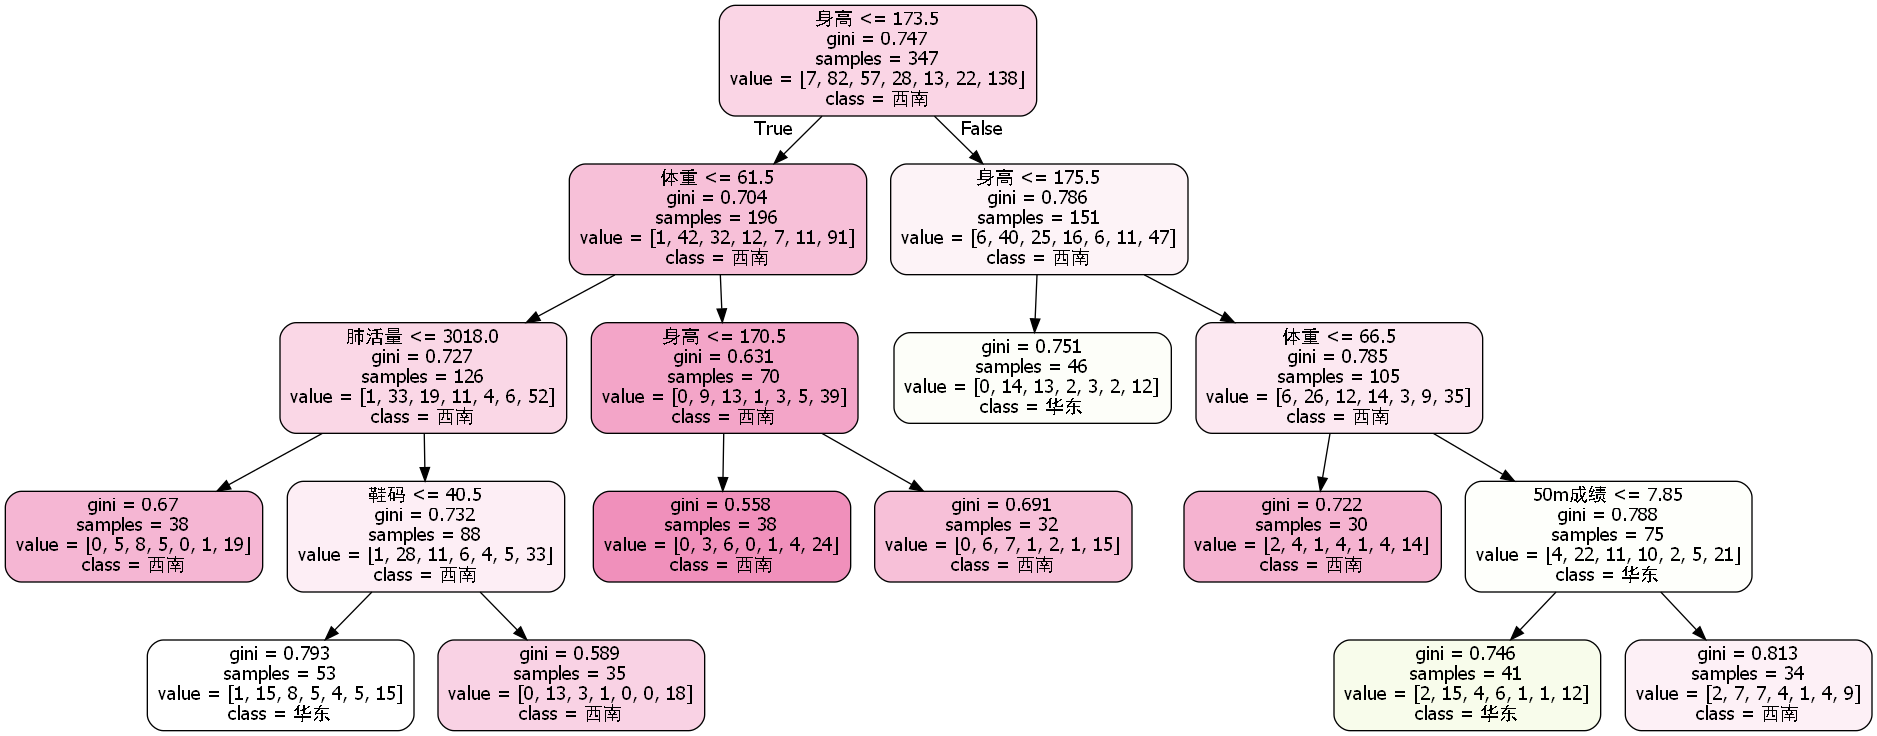 身高 <= 173.5
gini = 0.747
samples = 347
value = [7, 82, 57, 28, 13, 22, 138]
class = 西南
True
False
体重 <= 61.5
gini = 0.704
samples = 196
value = [1, 42, 32, 12, 7, 11, 91]
class = 西南
身高 <= 175.5
gini = 0.786
samples = 151
value = [6, 40, 25, 16, 6, 11, 47]
class = 西南
肺活量 <= 3018.0
gini = 0.727
samples = 126
value = [1, 33, 19, 11, 4, 6, 52]
class = 西南
身高 <= 170.5
gini = 0.631
samples = 70
value = [0, 9, 13, 1, 3, 5, 39]
class = 西南
gini = 0.751
samples = 46
value = [0, 14, 13, 2, 3, 2, 12]
class = 华东
体重 <= 66.5
gini = 0.785
samples = 105
value = [6, 26, 12, 14, 3, 9, 35]
class = 西南
gini = 0.67
samples = 38
value = [0, 5, 8, 5, 0, 1, 19]
class = 西南
鞋码 <= 40.5
gini = 0.732
samples = 88
value = [1, 28, 11, 6, 4, 5, 33]
class = 西南
gini = 0.558
samples = 38
value = [0, 3, 6, 0, 1, 4, 24]
class = 西南
gini = 0.691
samples = 32
value = [0, 6, 7, 1, 2, 1, 15]
class = 西南
gini = 0.722
samples = 30
value = [2, 4, 1, 4, 1, 4, 14]
class = 西南
50m成绩 <= 7.85
gini = 0.788
samples = 75
value = [4, 22, 11, 10, 2, 5, 21]
class = 华东
gini = 0.793
samples = 53
value = [1, 15, 8, 5, 4, 5, 15]
class = 华东
gini = 0.589
samples = 35
value = [0, 13, 3, 1, 0, 0, 18]
class = 西南
gini = 0.746
samples = 41
value = [2, 15, 4, 6, 1, 1, 12]
class = 华东
gini = 0.813
samples = 34
value = [2, 7, 7, 4, 1, 4, 9]
class = 西南